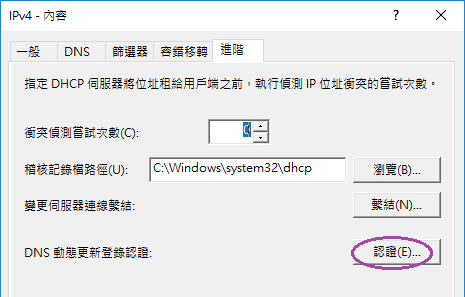 IPv4 - 內容
一般 DNS 篩選器 容錯移轉 進階
指定 DHCP 伺服器將位址租給用戶端之前，執行偵測 IP 位址衝突的嘗試次數。
衝突偵測嘗試次數(C): 0
稽核記錄檔路徑(U): C:\Windows\system32\dhcp 瀏覽(B)...
變更伺服器連線繫結: 繫結(N)...
DNS 動態更新登錄認證: 認證(E)...